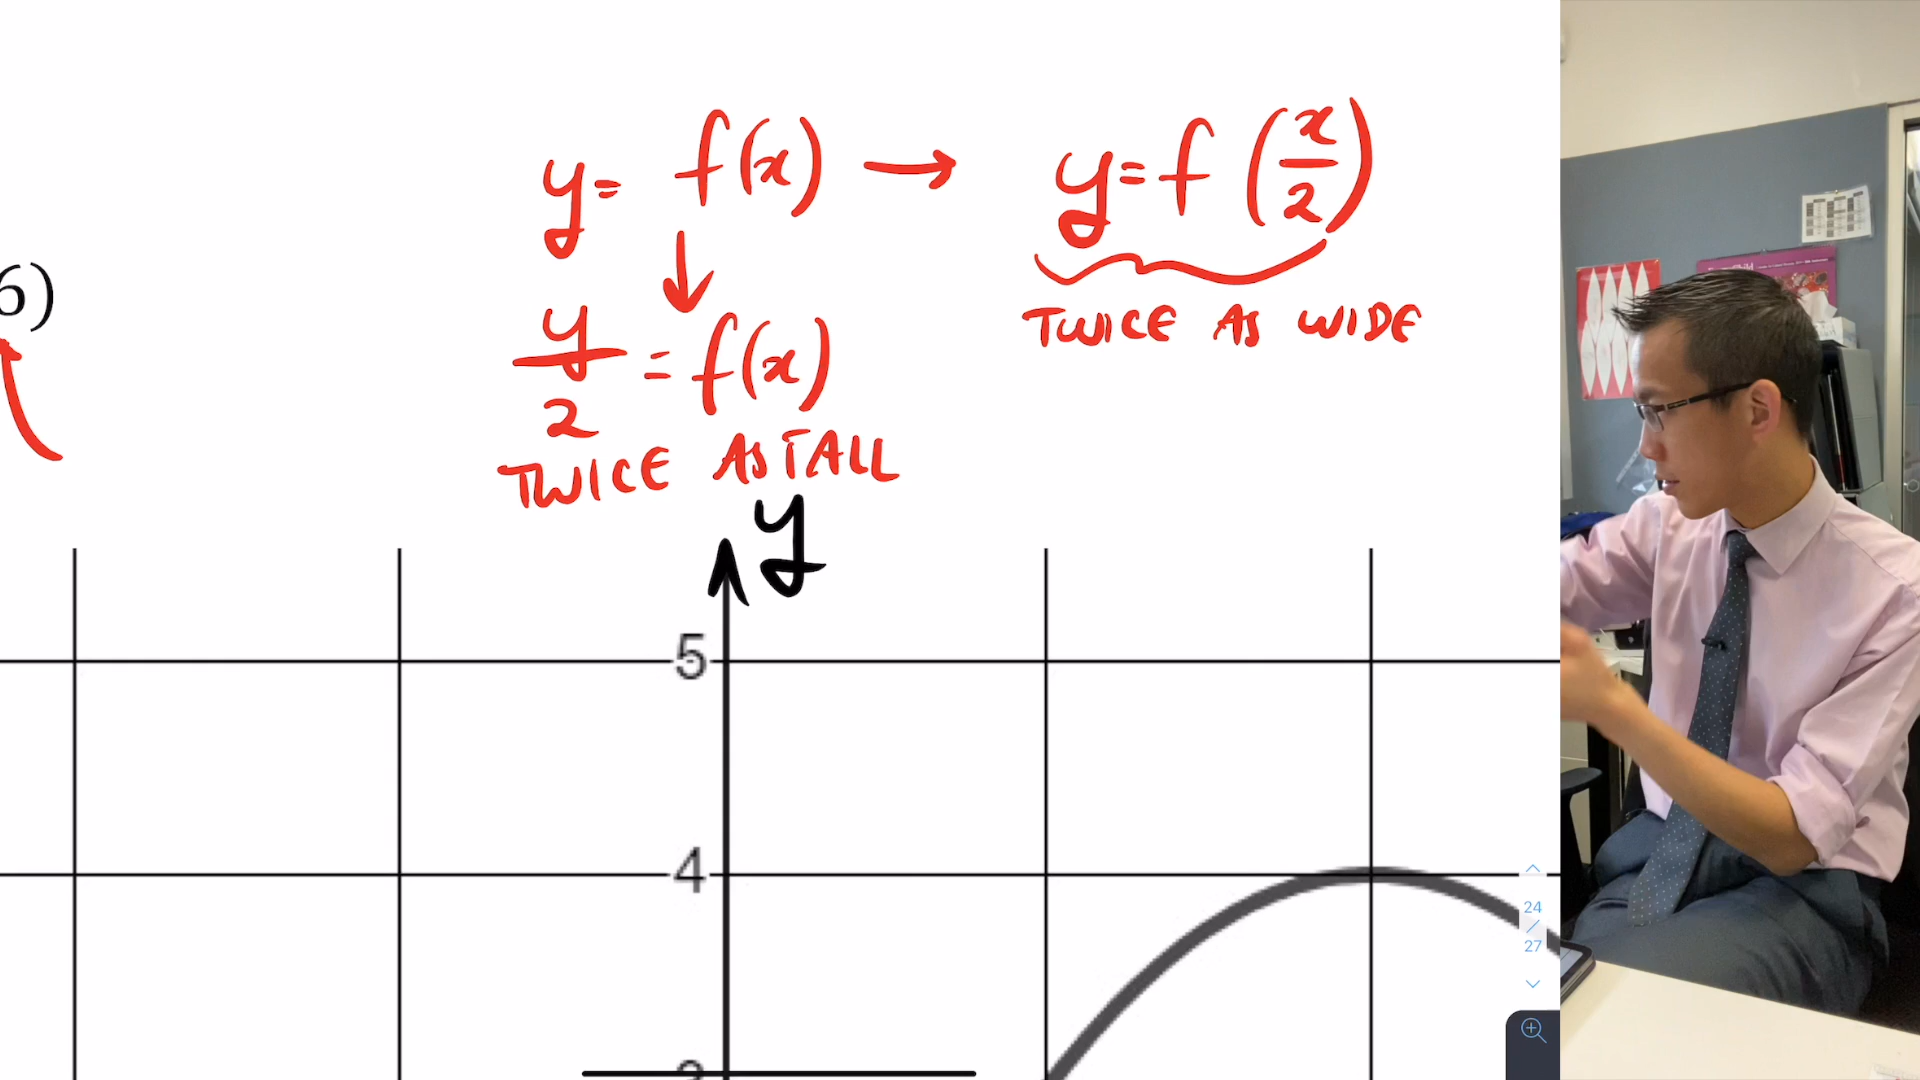 y = f(x) → y = f(x/2)
TWICE AS WIDE
6)
y/2 = f(x)
TWICE AS TALL
y
5
4
24
/
27